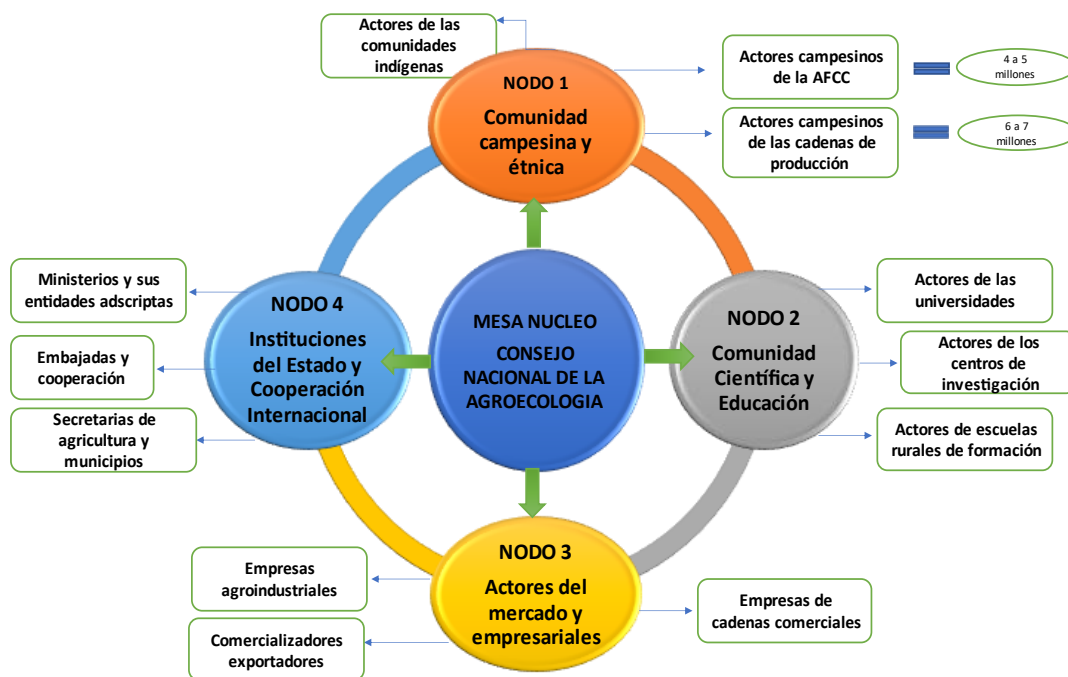 Actores de las
comunidades
indígenas
NODO 1
Comunidad
campesina y
étnica
Actores campesinos
de la AFCC
4 a 5
millones
Actores campesinos
de las cadenas de
producción
6 a 7
millones
Ministerios y sus
entidades adscriptas
Embajadas y
cooperación
Secretarias de
agricultura y
municipios
NODO 4
Instituciones
del Estado y
Cooperación
Internacional
MESA NUCLEO
CONSEJO
NACIONAL DE LA
AGROECOLOGIA
NODO 2
Comunidad
Científica y
Educación
Actores de las
universidades
Actores de los
centros de
investigación
Actores de escuelas
rurales de formación
NODO 3
Actores del
mercado y
empresariales
Empresas
agroindustriales
Comercializadores
exportadores
Empresas de
cadenas comerciales